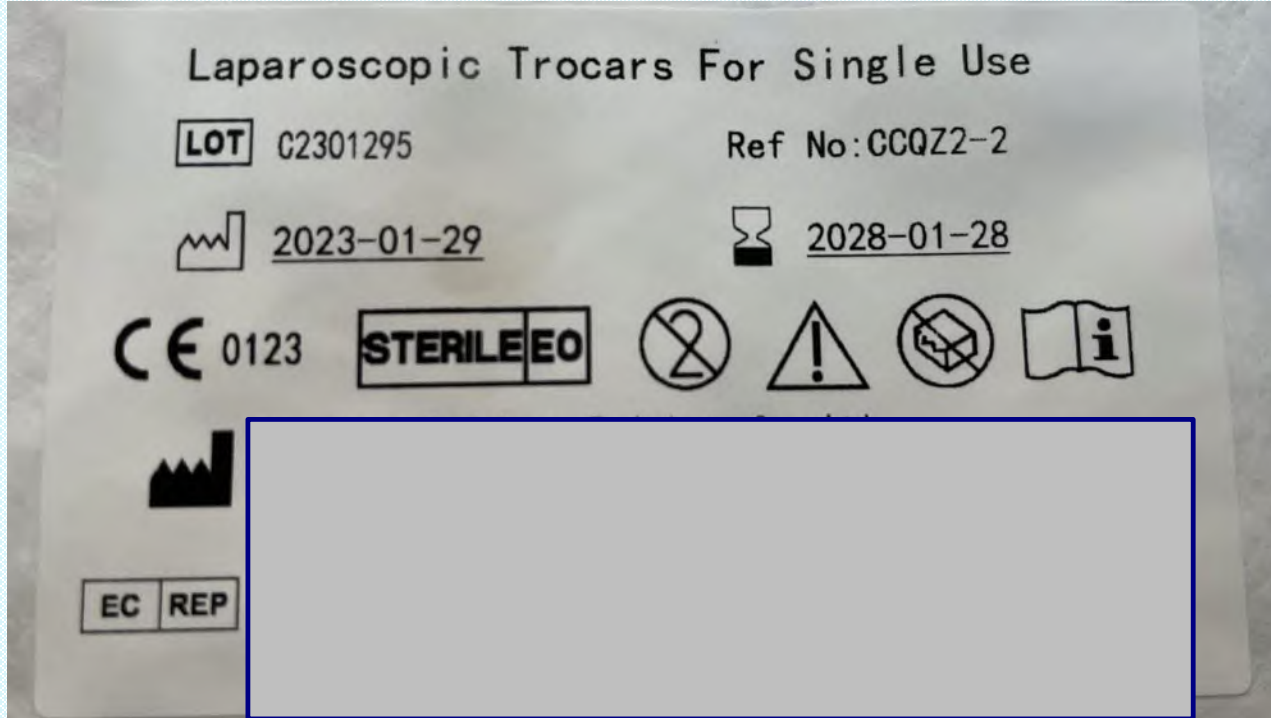 Laparoscopic Trocars For Single Use
LOT C2301295 Ref No:CCQZ2-2
2023-01-29 2028-01-28
CE 0123 STERILE EO 2 ! i
EC REP